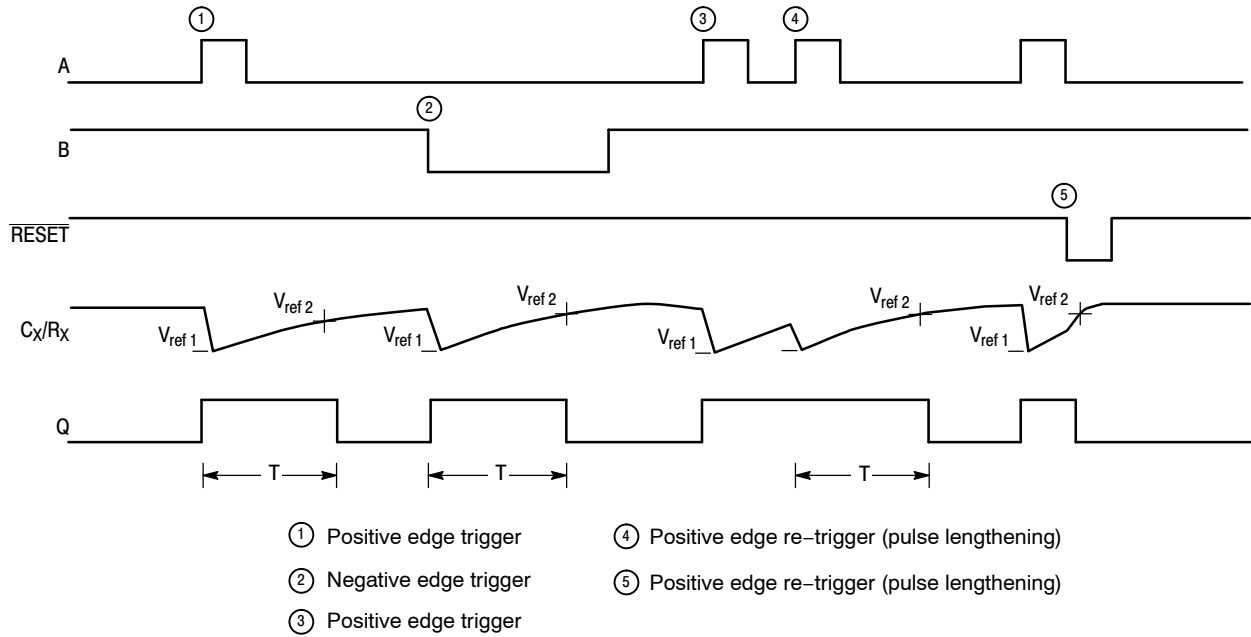 ① ③ ④
A
②
B
⑤
RESET
Vref 2 Vref 2 Vref 2 Vref 2
CX/RX
Vref 1 Vref 1 Vref 1 Vref 1
Q
T T T
① Positive edge trigger
② Negative edge trigger
③ Positive edge trigger
④ Positive edge re−trigger (pulse lengthening)
⑤ Positive edge re−trigger (pulse lengthening)